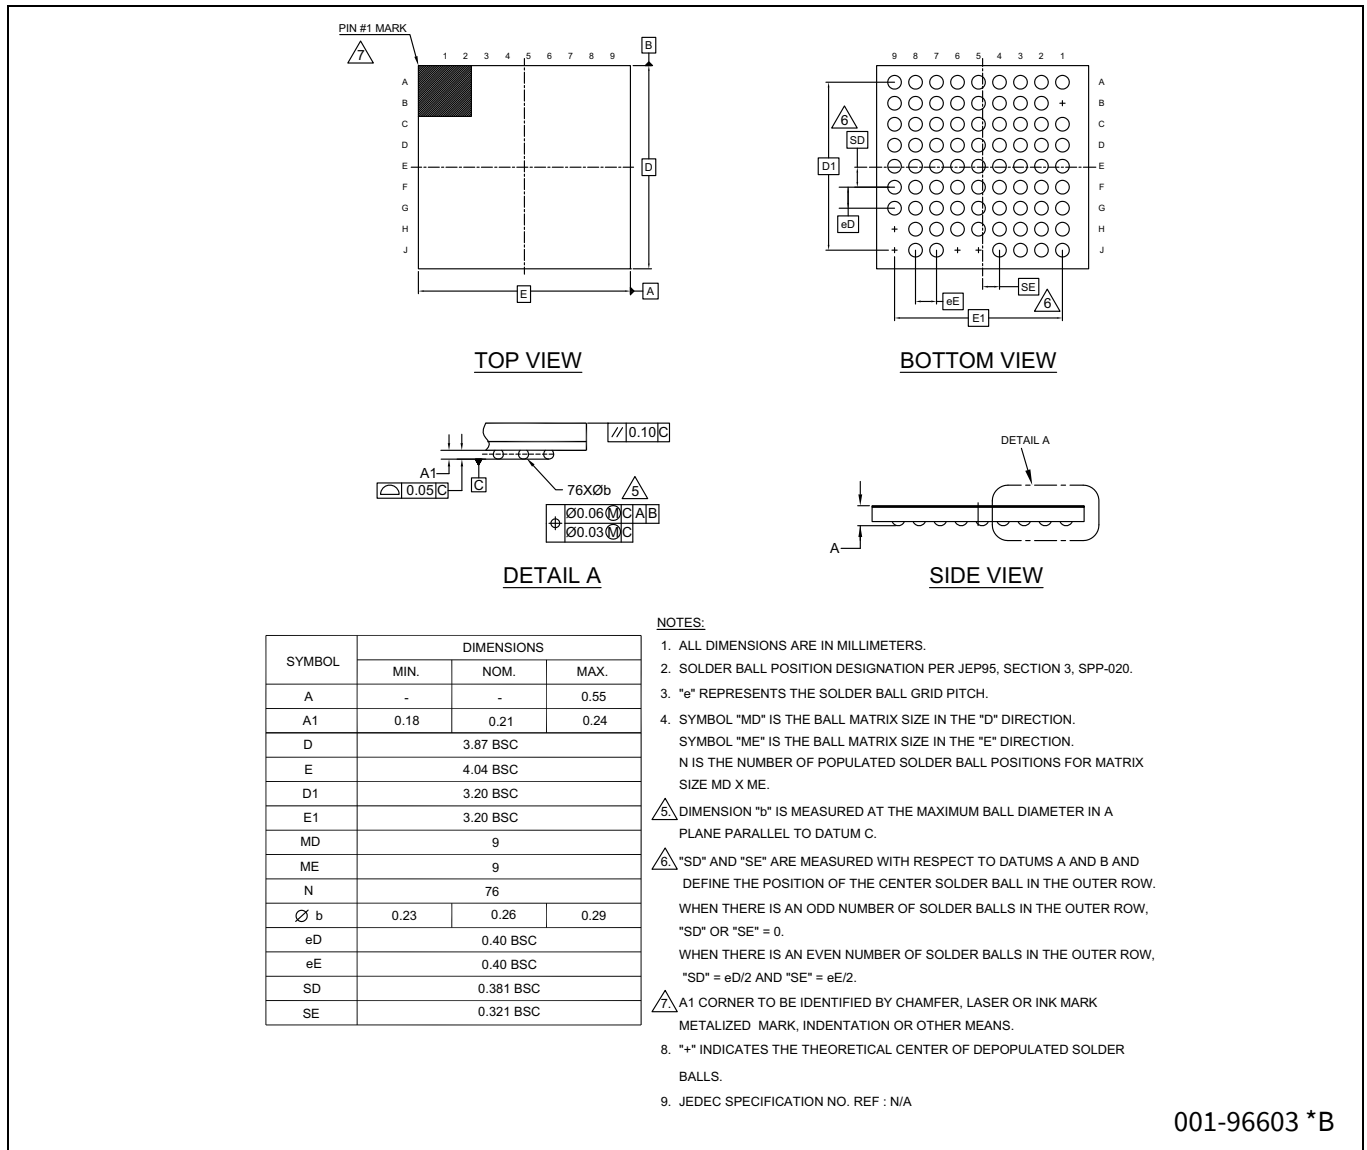 PIN #1 MARK
7
1 2 3 4 5 6 7 8 9
A
B
C
D
E
F
G
H
J
B
D
E
A
TOP VIEW
9 8 7 6 5 4 3 2 1
A
B
C
D
E
F
G
H
J
6
SD
D1
eD
SE
eE
6
E1
BOTTOM VIEW
// 0.10 C
A1
0.05 C
C
76XØb 5
Ø0.06 Ⓜ C A B
Ø0.03 Ⓜ C
DETAIL A
DETAIL A
A
SIDE VIEW
SYMBOL DIMENSIONS
MIN. NOM. MAX.
A - - 0.55
A1 0.18 0.21 0.24
D 3.87 BSC
E 4.04 BSC
D1 3.20 BSC
E1 3.20 BSC
MD 9
ME 9
N 76
Ø b 0.23 0.26 0.29
eD 0.40 BSC
eE 0.40 BSC
SD 0.381 BSC
SE 0.321 BSC
NOTES:
1. ALL DIMENSIONS ARE IN MILLIMETERS.
2. SOLDER BALL POSITION DESIGNATION PER JEP95, SECTION 3, SPP-020.
3. "e" REPRESENTS THE SOLDER BALL GRID PITCH.
4. SYMBOL "MD" IS THE BALL MATRIX SIZE IN THE "D" DIRECTION.
SYMBOL "ME" IS THE BALL MATRIX SIZE IN THE "E" DIRECTION.
N IS THE NUMBER OF POPULATED SOLDER BALL POSITIONS FOR MATRIX
SIZE MD X ME.
5. DIMENSION "b" IS MEASURED AT THE MAXIMUM BALL DIAMETER IN A
PLANE PARALLEL TO DATUM C.
6. "SD" AND "SE" ARE MEASURED WITH RESPECT TO DATUMS A AND B AND
DEFINE THE POSITION OF THE CENTER SOLDER BALL IN THE OUTER ROW.
WHEN THERE IS AN ODD NUMBER OF SOLDER BALLS IN THE OUTER ROW,
"SD" OR "SE" = 0.
WHEN THERE IS AN EVEN NUMBER OF SOLDER BALLS IN THE OUTER ROW,
"SD" = eD/2 AND "SE" = eE/2.
7. A1 CORNER TO BE IDENTIFIED BY CHAMFER, LASER OR INK MARK
METALIZED MARK, INDENTATION OR OTHER MEANS.
8. "+" INDICATES THE THEORETICAL CENTER OF DEPOPULATED SOLDER
BALLS.
9. JEDEC SPECIFICATION NO. REF : N/A
001-96603 *B